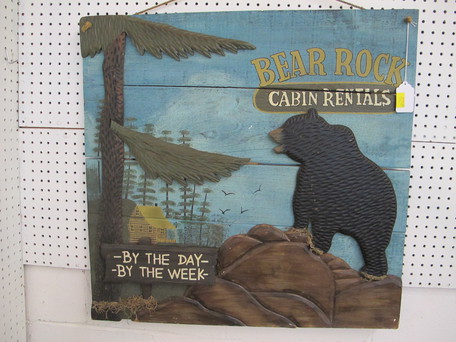 BEAR ROCK
CABIN RENTALS
-BY THE DAY-
-BY THE WEEK-